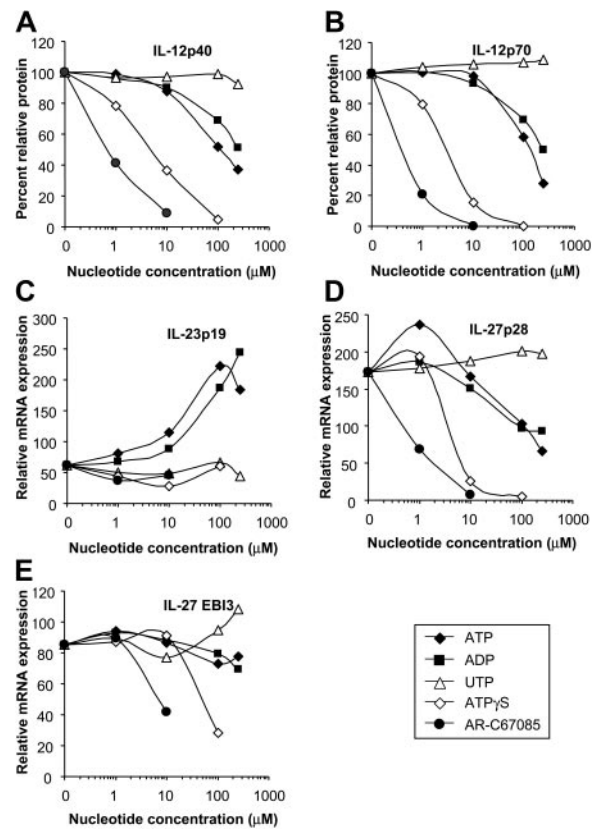 A
IL-12p40
Percent relative protein
120
100
80
60
40
20
0
0 1 10 100 1000
Nucleotide concentration (μM)
B
IL-12p70
Percent relative protein
120
100
80
60
40
20
0
0 1 10 100 1000
Nucleotide concentration (μM)
C
IL-23p19
Relative mRNA expression
300
250
200
150
100
50
0
0 1 10 100 1000
Nucleotide concentration (μM)
D
IL-27p28
Relative mRNA expression
250
200
150
100
50
0
0 1 10 100 1000
Nucleotide concentration (μM)
E
IL-27 EBI3
Relative mRNA expression
120
100
80
60
40
20
0
0 1 10 100 1000
Nucleotide concentration (μM)
ATP
ADP
UTP
ATPγS
AR-C67085